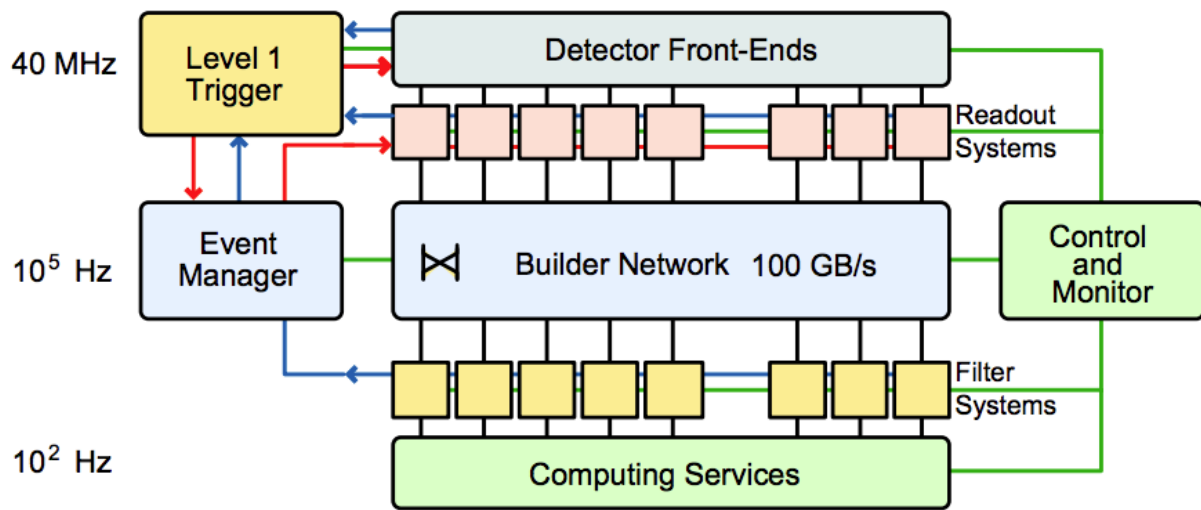 40 MHz
Level 1
Trigger
Detector Front-Ends
Readout
Systems
10⁵ Hz
Event
Manager
Builder Network 100 GB/s
Control
and
Monitor
Filter
Systems
10² Hz
Computing Services